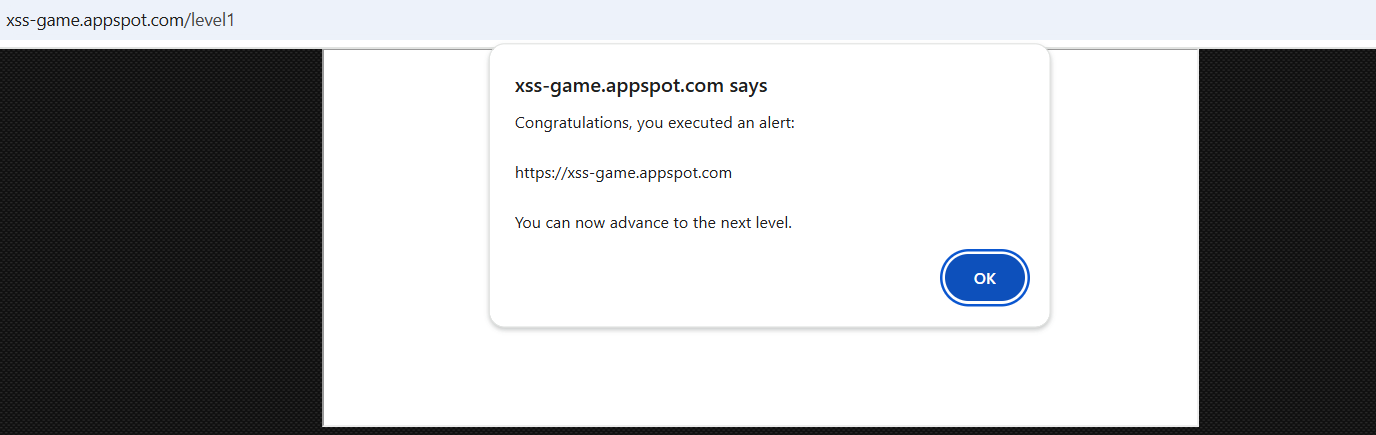 xss-game.appspot.com/level1
xss-game.appspot.com says
Congratulations, you executed an alert:
https://xss-game.appspot.com
You can now advance to the next level.
OK